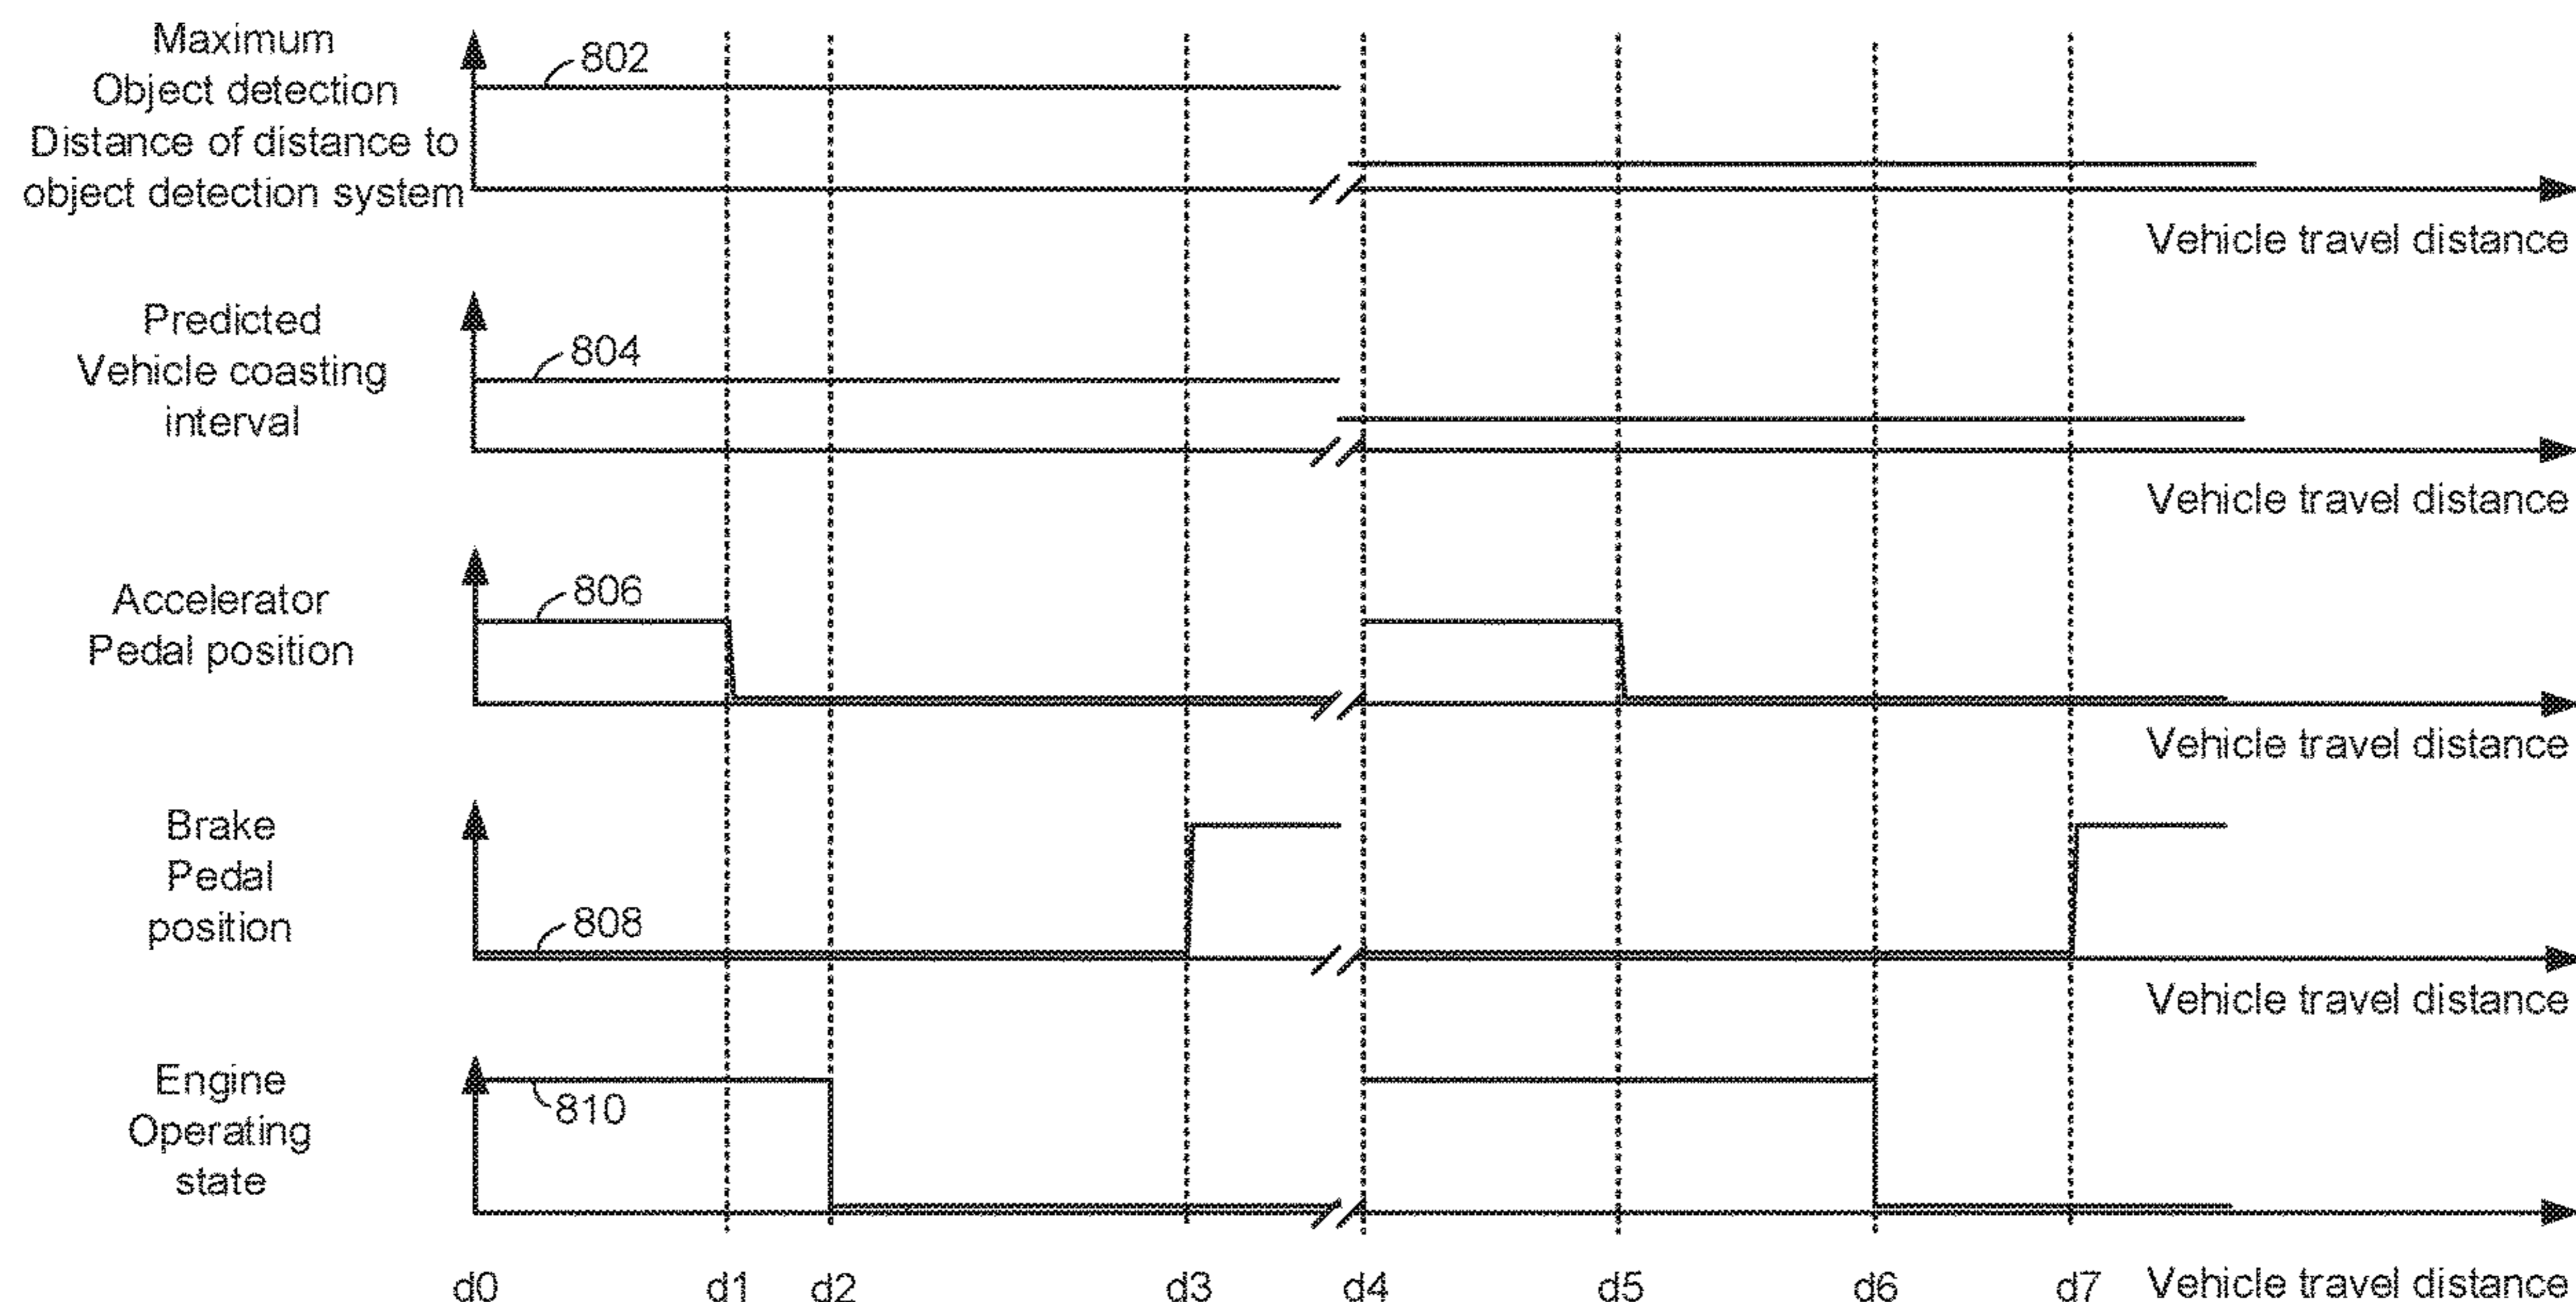 Maximum
Object detection
Distance of distance to
object detection system
802
Vehicle travel distance
Predicted
Vehicle coasting
interval
804
Vehicle travel distance
Accelerator
Pedal position
806
Vehicle travel distance
Brake
Pedal
position
808
Vehicle travel distance
Engine
Operating
state
810
d0 d1 d2 d3 d4 d5 d6 d7 Vehicle travel distance